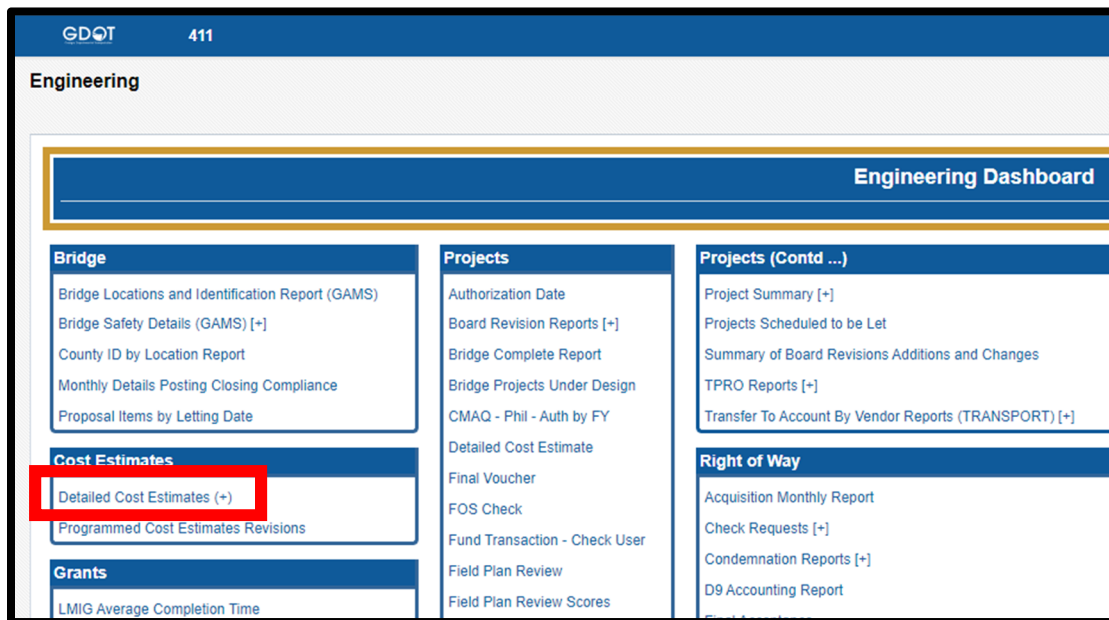 GDOT 411
Engineering
Engineering Dashboard
Bridge
Bridge Locations and Identification Report (GAMS)
Bridge Safety Details (GAMS) [+]
County ID by Location Report
Monthly Details Posting Closing Compliance
Proposal Items by Letting Date
Cost Estimates
Detailed Cost Estimates (+)
Programmed Cost Estimates Revisions
Grants
LMIG Average Completion Time
Projects
Authorization Date
Board Revision Reports [+]
Bridge Complete Report
Bridge Projects Under Design
CMAQ - Phil - Auth by FY
Detailed Cost Estimate
Final Voucher
FOS Check
Fund Transaction - Check User
Field Plan Review
Field Plan Review Scores
Projects (Contd ...)
Project Summary [+]
Projects Scheduled to be Let
Summary of Board Revisions Additions and Changes
TPRO Reports [+]
Transfer To Account By Vendor Reports (TRANSPORT) [+]
Right of Way
Acquisition Monthly Report
Check Requests [+]
Condemnation Reports [+]
D9 Accounting Report